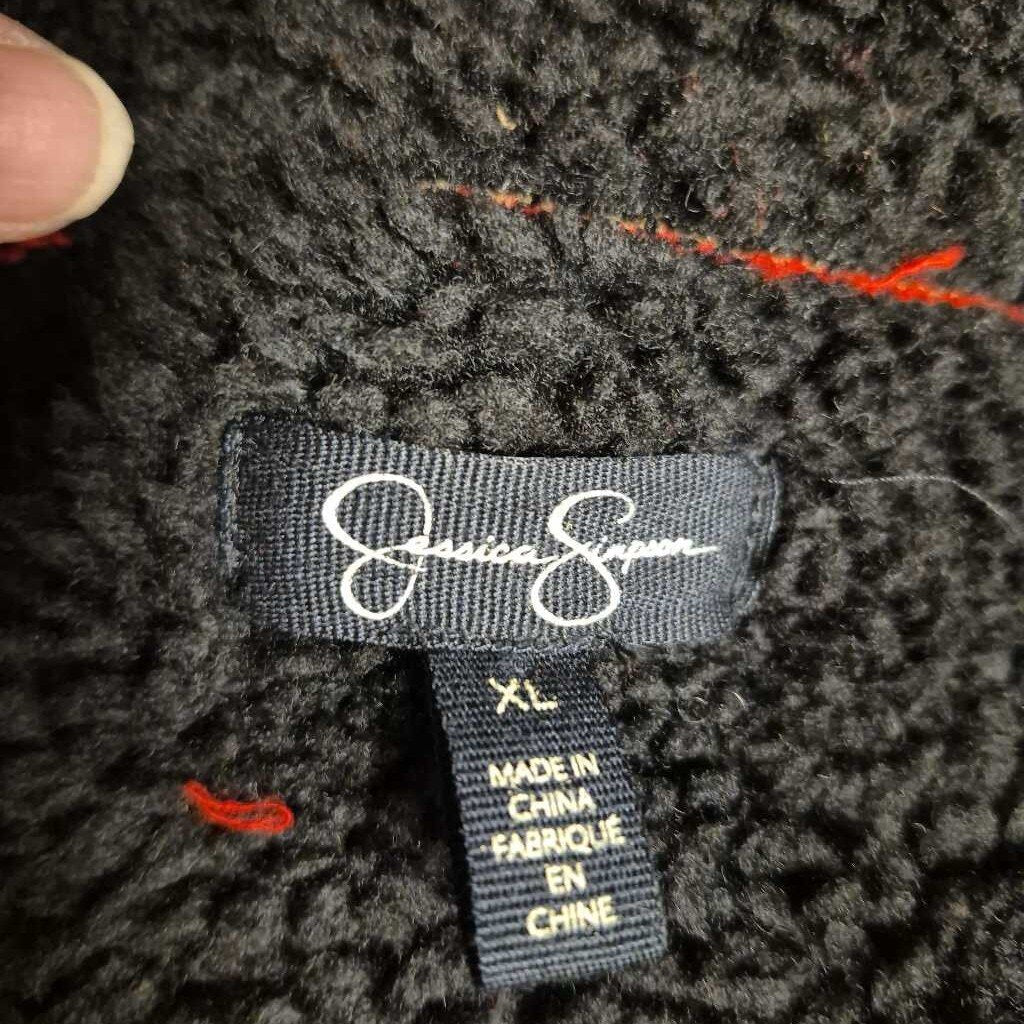 Jessica Simpson
XL
MADE IN
CHINA
FABRIQUÉ
EN
CHINE